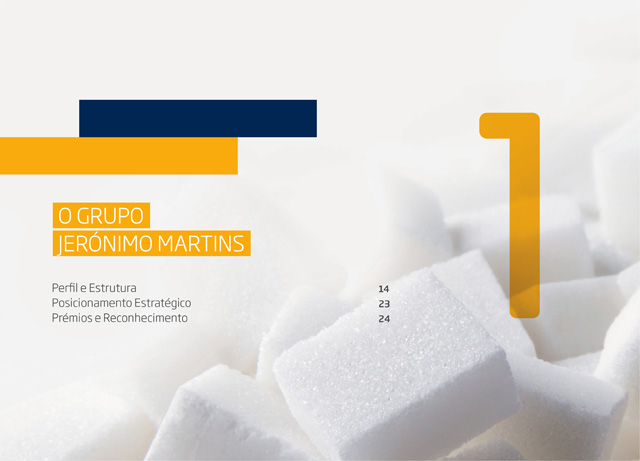 1
O GRUPO
JERÓNIMO MARTINS
Perfil e Estrutura 14
Posicionamento Estratégico 23
Prémios e Reconhecimento 24